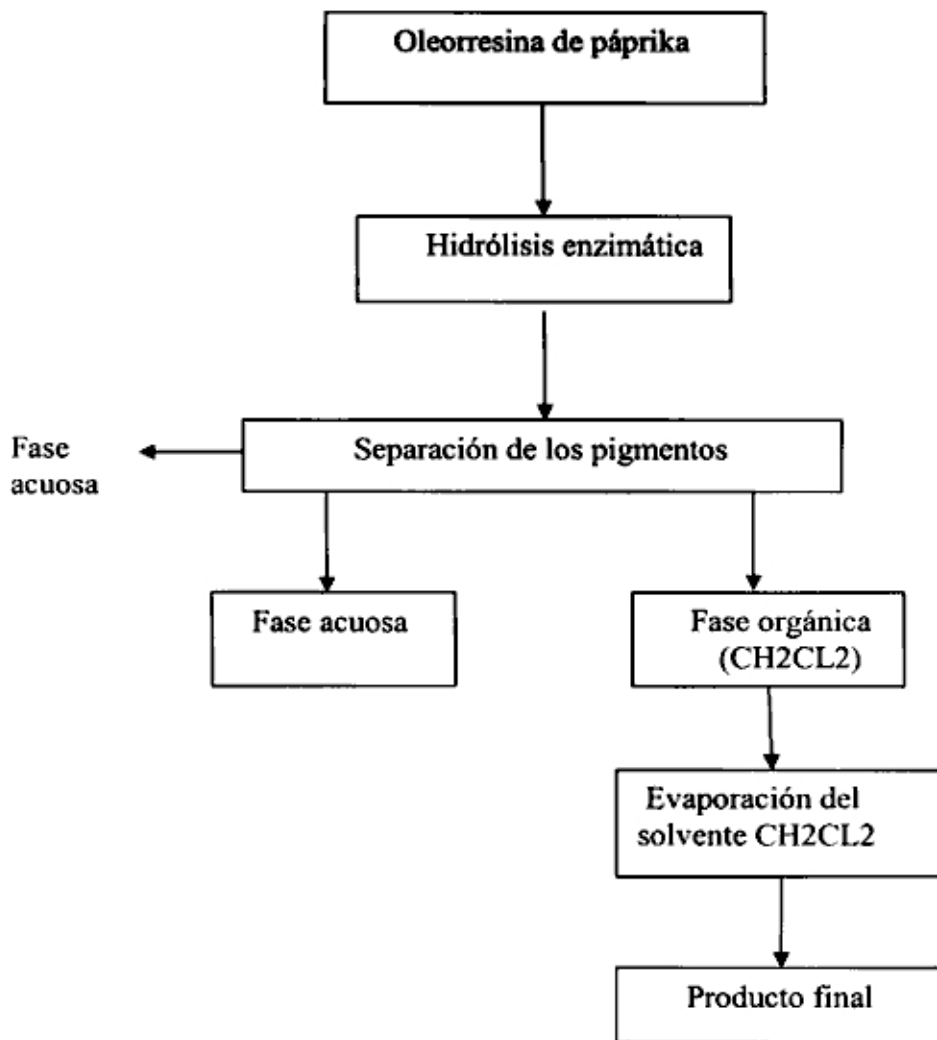 Oleorresina de páprika
Hidrólisis enzimática
Fase
acuosa
Separación de los pigmentos
Fase acuosa
Fase orgánica
(CH2CL2)
Evaporación del
solvente CH2CL2
Producto final